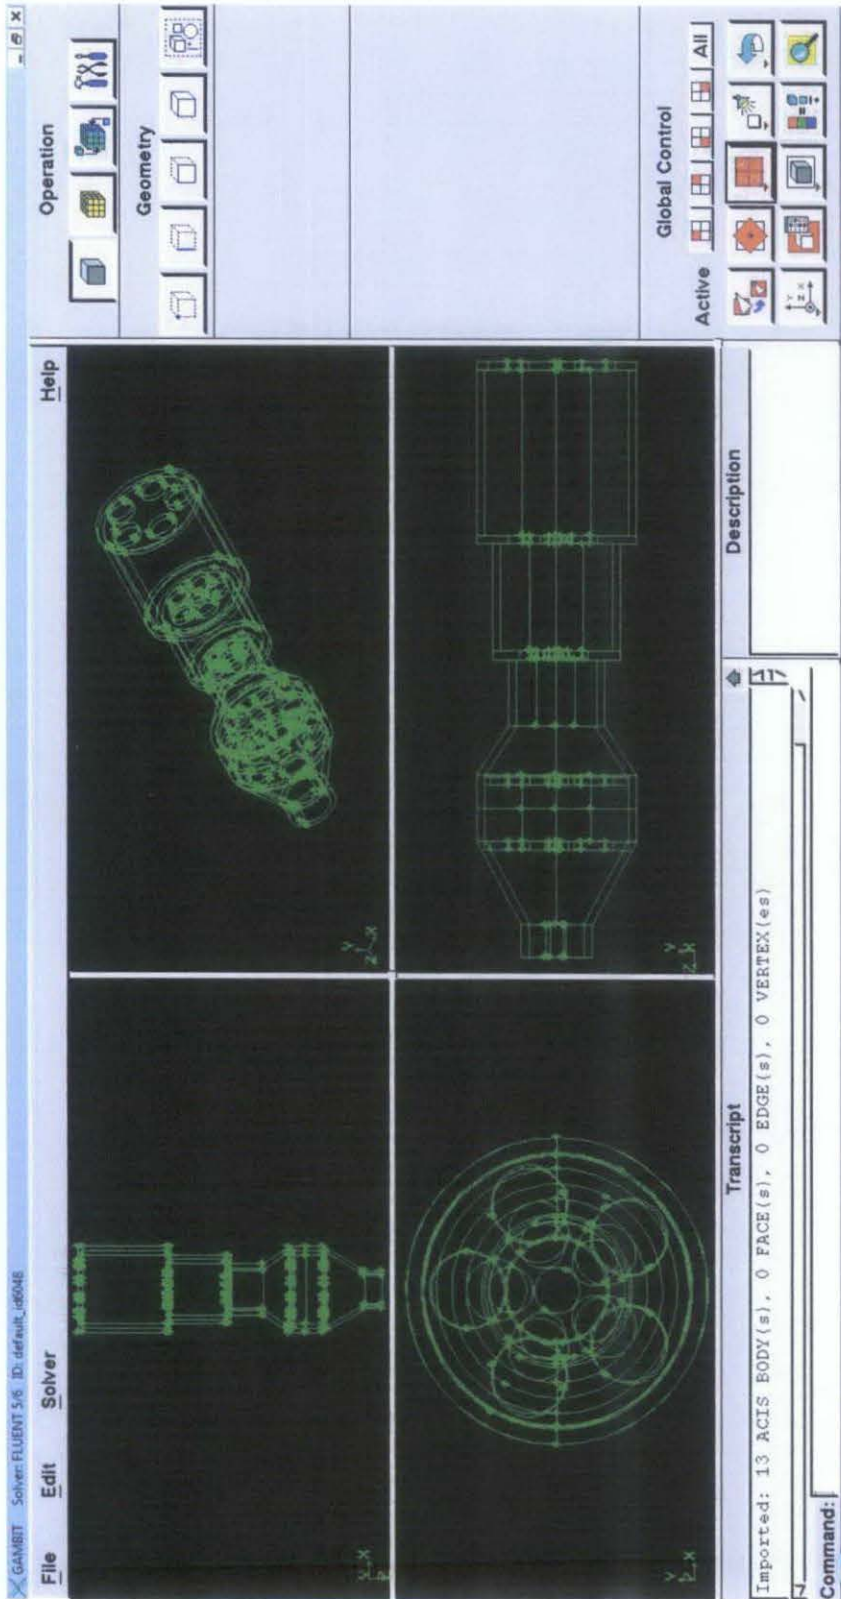 GAMBIT Solver: FLUENT 5/6 ID: default_id6048
File Edit Solver Help
Operation
Geometry
Global Control
Active All
Transcript
Description
Imported: 13 ACIS BODY(s), 0 FACE(s), 0 EDGE(s), 0 VERTEX(es)
Command: